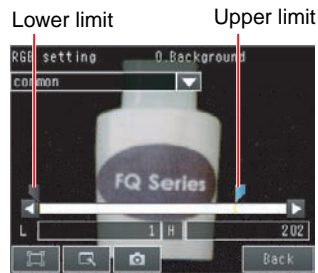 Lower limit Upper limit
RGB setting 0.Background
common
FQ Series
L 1 H 202
Back